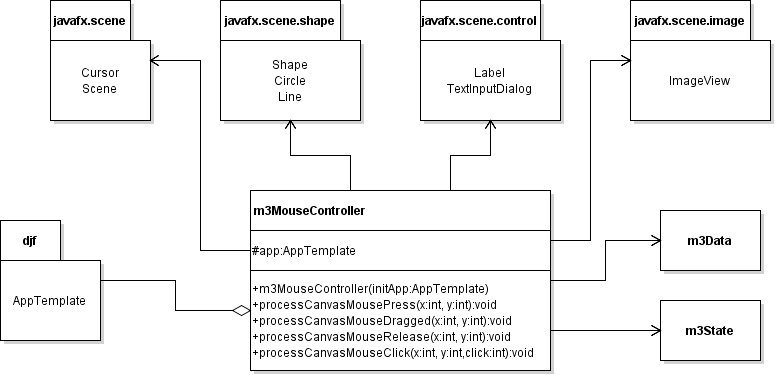 javafx.scene
javafx.scene.shape
javafx.scene.control
javafx.scene.image
Cursor
Scene
Shape
Circle
Line
Label
TextInputDialog
ImageView
m3MouseController
#app:AppTemplate
+m3MouseController(initApp:AppTemplate)
+processCanvasMousePress(x:int, y:int):void
+processCanvasMouseDragged(x:int, y:int):void
+processCanvasMouseRelease(x:int, y:int):void
+processCanvasMouseClick(x:int, y:int,click:int):void
djf
AppTemplate
m3Data
m3State